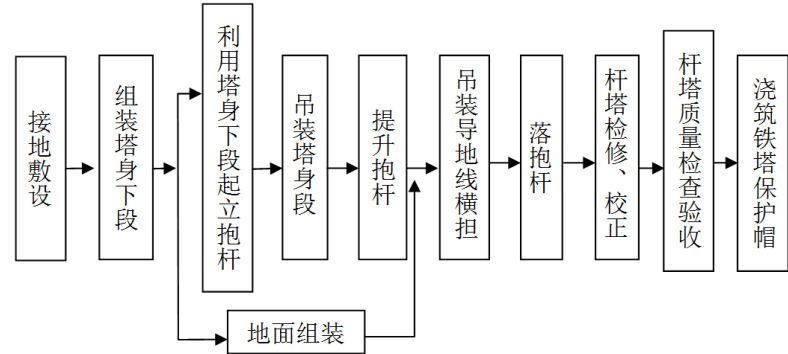 接地敷设
组装塔身下段
利用塔身下段起立抱杆
吊装塔身段
提升抱杆
吊装导地线横担
落抱杆
杆塔检修、校正
杆塔质量检查验收
浇筑铁塔保护帽
地面组装